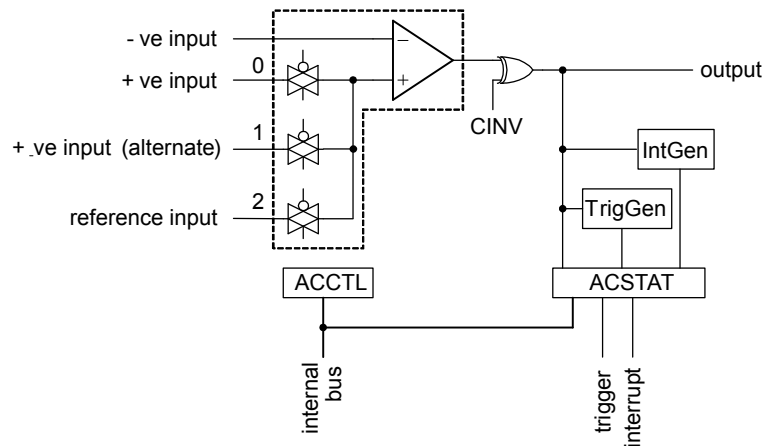 - ve input
+ ve input
0
+ -ve input (alternate)
1
reference input
2
−
+
CINV
output
IntGen
TrigGen
ACCTL
ACSTAT
internal
bus
trigger
interrupt